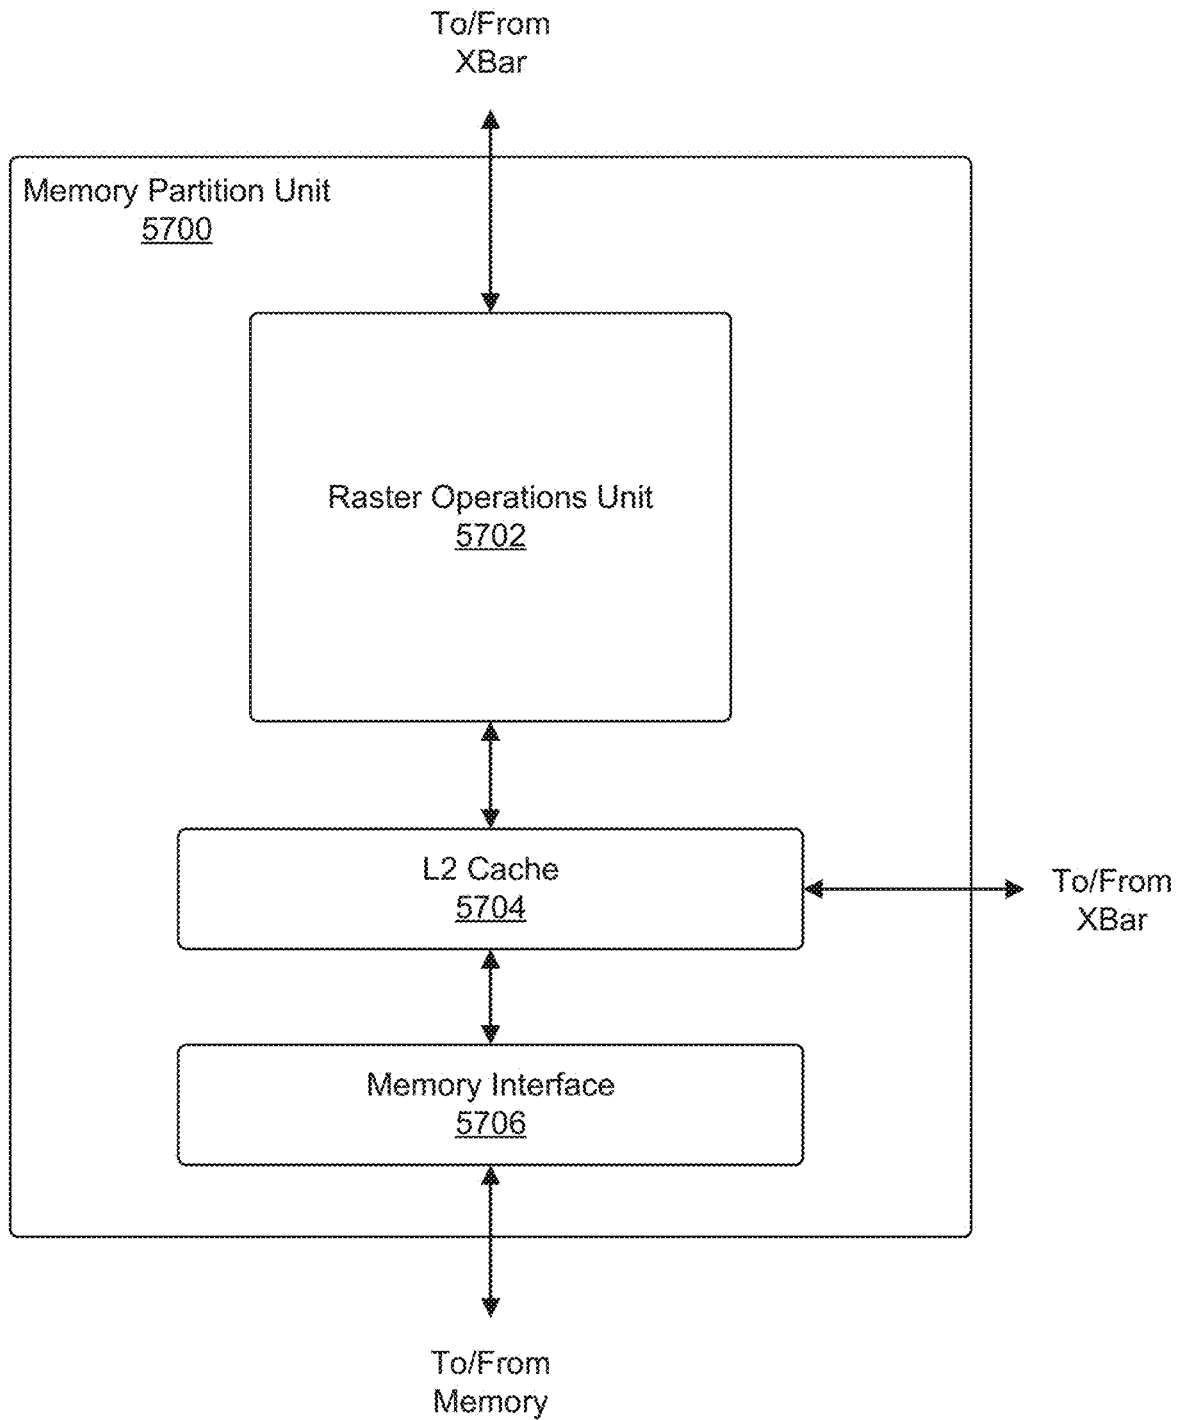 To/From
XBar
Memory Partition Unit
5700
Raster Operations Unit
5702
L2 Cache
5704
To/From
XBar
Memory Interface
5706
To/From
Memory